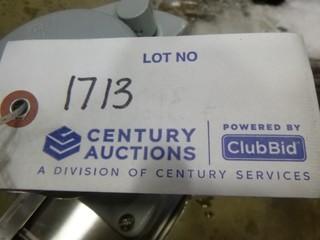 LOT NO
1713
CENTURY AUCTIONS
POWERED BY
ClubBid
A DIVISION OF CENTURY SERVICES